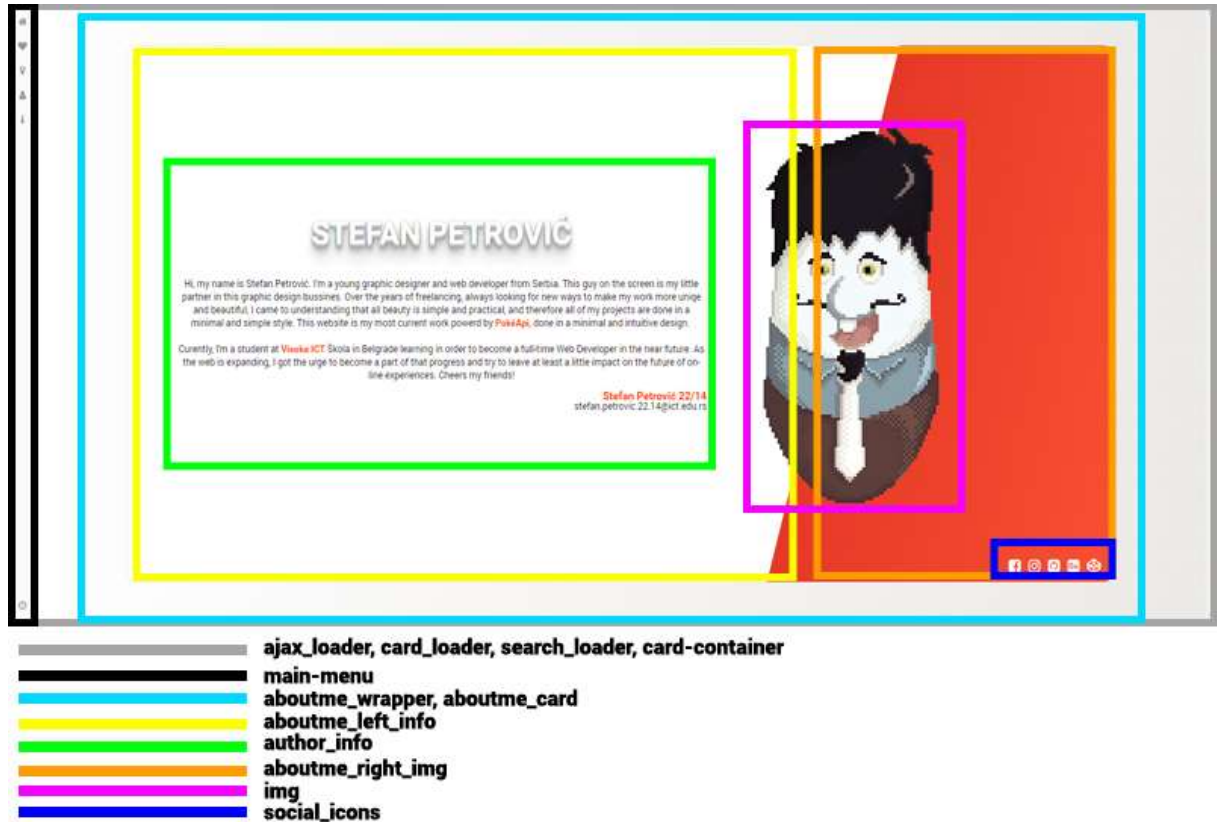 STEFAN PETROVIĆ
Hi, my name is Stefan Petrović. I'm a young graphic designer and web developer from Serbia. This guy on the screen is my little
partner in this graphic design bussines. Over the years of freelancing, always looking for new ways to make my work more uniqe
and beautiful, I came to understanding that all beauty is simple and practical, and therefore all of my projects are done in a
minimal and simple style. This website is my most current work powerd by PokéApi, done in a minimal and intuitive design.
Curently, I'm a student at Visoka ICT Škola in Belgrade learning in order to become a full-time Web Developer in the near future. As
the web is expanding, I got the urge to become a part of that progress and try to leave at least a little impact on the future of on-
line experiences. Cheers my friends!
Stefan Petrović 22/14
stefan.petrovic.22.14@ict.edu.rs
ajax_loader, card_loader, search_loader, card-container
main-menu
aboutme_wrapper, aboutme_card
aboutme_left_info
author_info
aboutme_right_img
img
social_icons